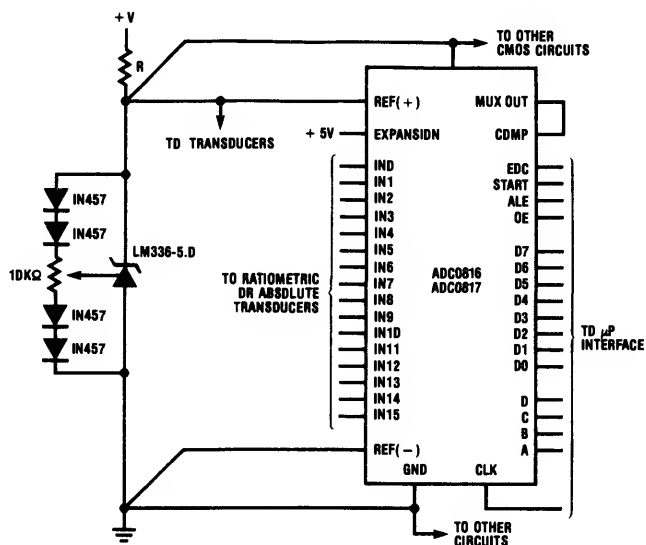 +V
R
TO OTHER
CMOS CIRCUITS
REF(+)
MUX OUT
TD TRANSDUCERS
+ 5V
EXPANSIDN
CDMP
IND
IN1
IN2
IN3
IN4
IN5
IN6
IN7
IN8
IN9
IN1D
IN11
IN12
IN13
IN14
IN15
EDC
START
ALE
OE
D7
D6
D5
D4
D3
D2
D1
D0
D
C
B
A
IN457
IN457
LM336-5.D
1DKΩ
IN457
IN457
TO RATIOMETRIC
DR ABSDLUTE
TRANSDUCERS
ADC0816
ADC0817
TD µP
INTERFACE
REF(−)
GND
CLK
TO OTHER
CIRCUITS